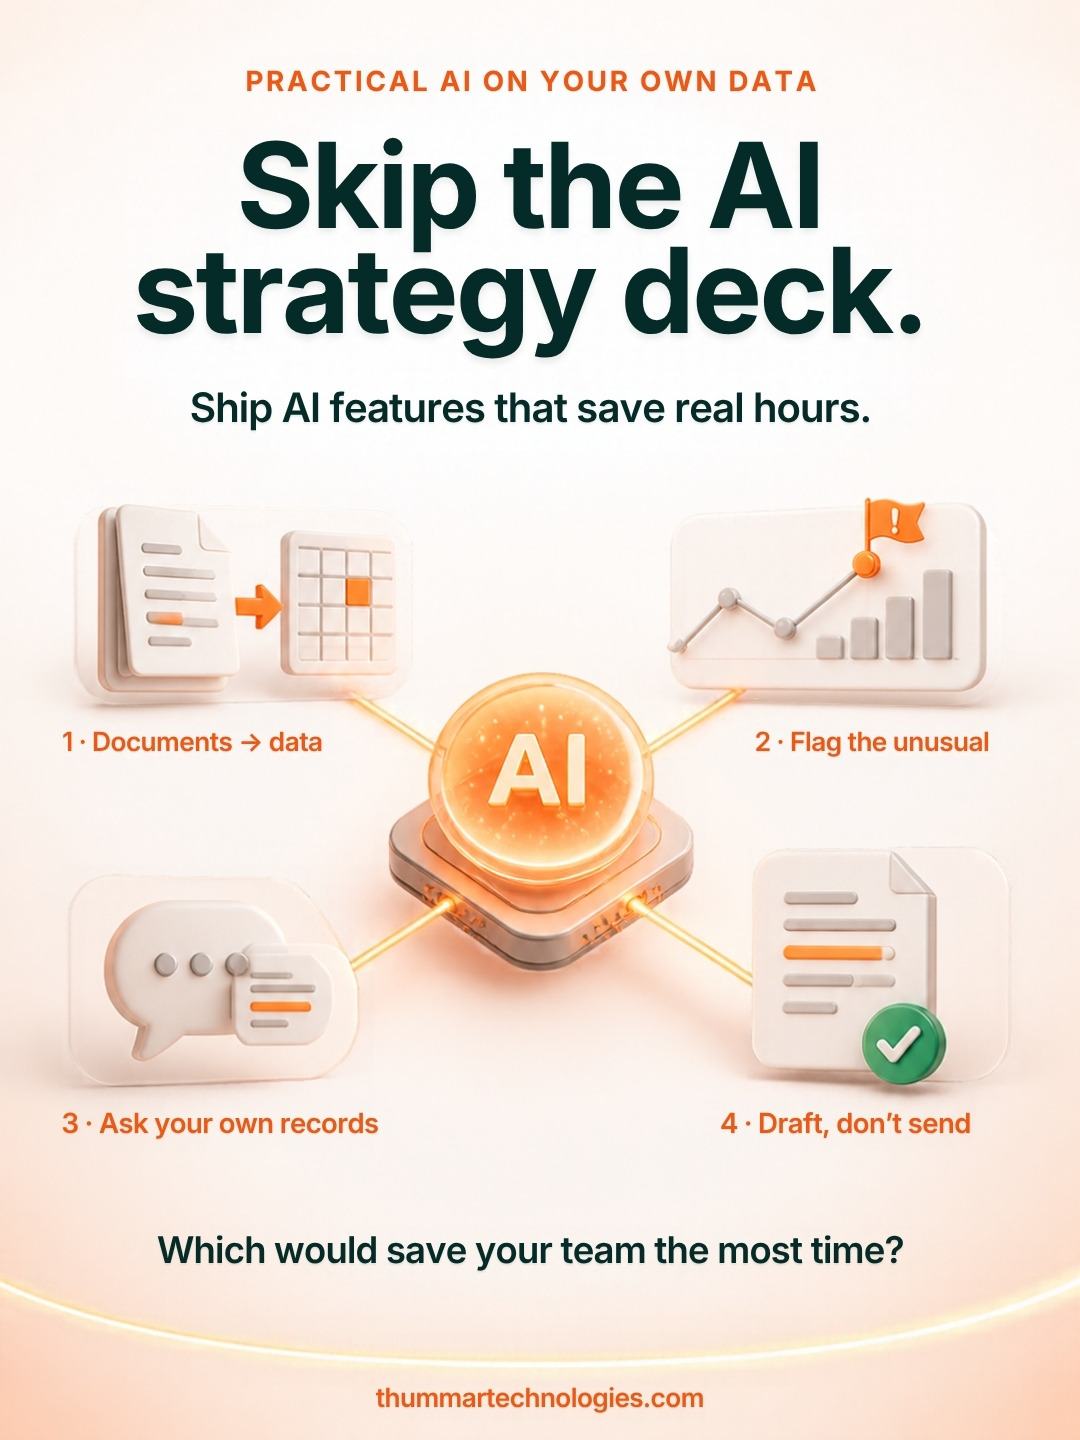 PRACTICAL AI ON YOUR OWN DATA
Skip the AI
strategy deck.
Ship AI features that save real hours.
!
AI
1 · Documents → data
2 · Flag the unusual
3 · Ask your own records
4 · Draft, don’t send
Which would save your team the most time?
thummartechnologies.com